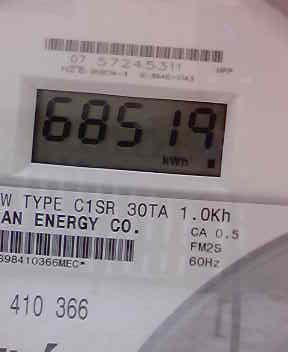 07 57245311
68519
kWh
W TYPE C1SR 30TA 1.0Kh
AN ENERGY CO.
CA 0.5
FM2S
60Hz
398410366MEC*
410 366